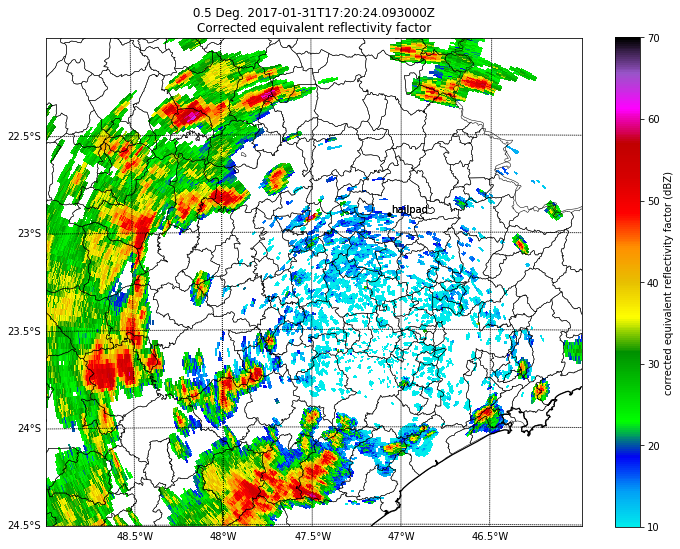 0.5 Deg. 2017-01-31T17:20:24.093000Z
Corrected equivalent reflectivity factor
22.5°S
23°S
23.5°S
24°S
24.5°S
48.5°W
48°W
47.5°W
47°W
46.5°W
70
60
50
40
30
20
10
corrected equivalent reflectivity factor (dBZ)